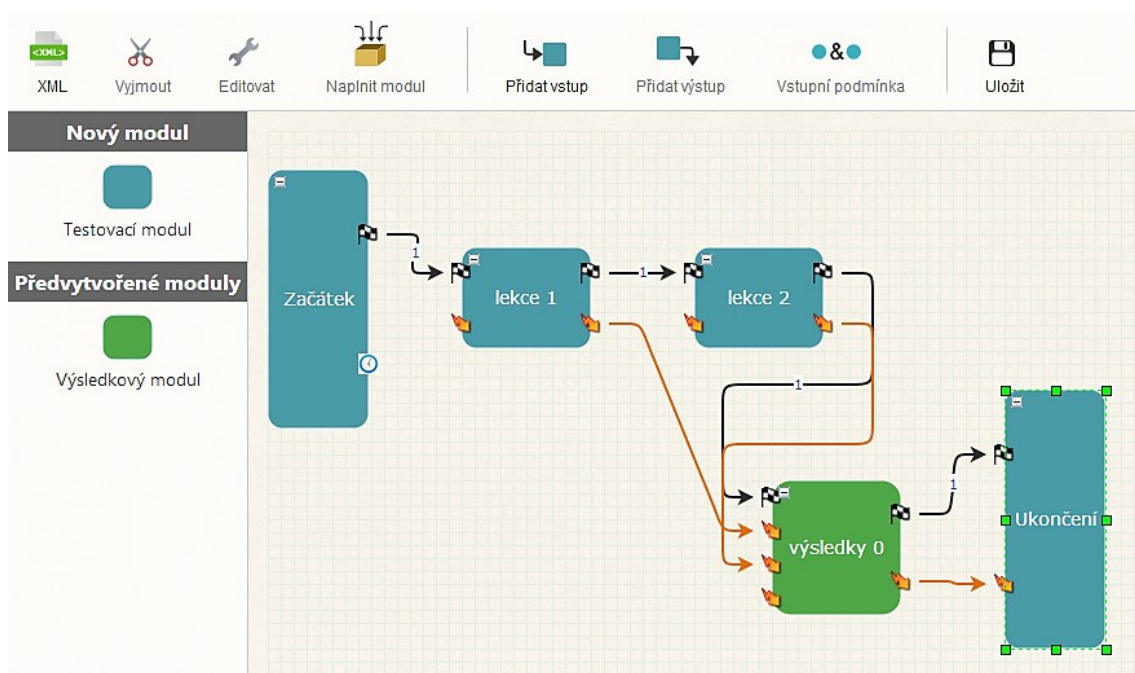 <XML>
XML
Vyjmout
Editovat
Naplnit modul
Přidat vstup
Přidat výstup
&
Vstupní podmínka
Uložit
Nový modul
Testovací modul
Předvytvořené moduly
Výsledkový modul
Začátek
1
lekce 1
1
lekce 2
1
výsledky 0
1
Ukončení